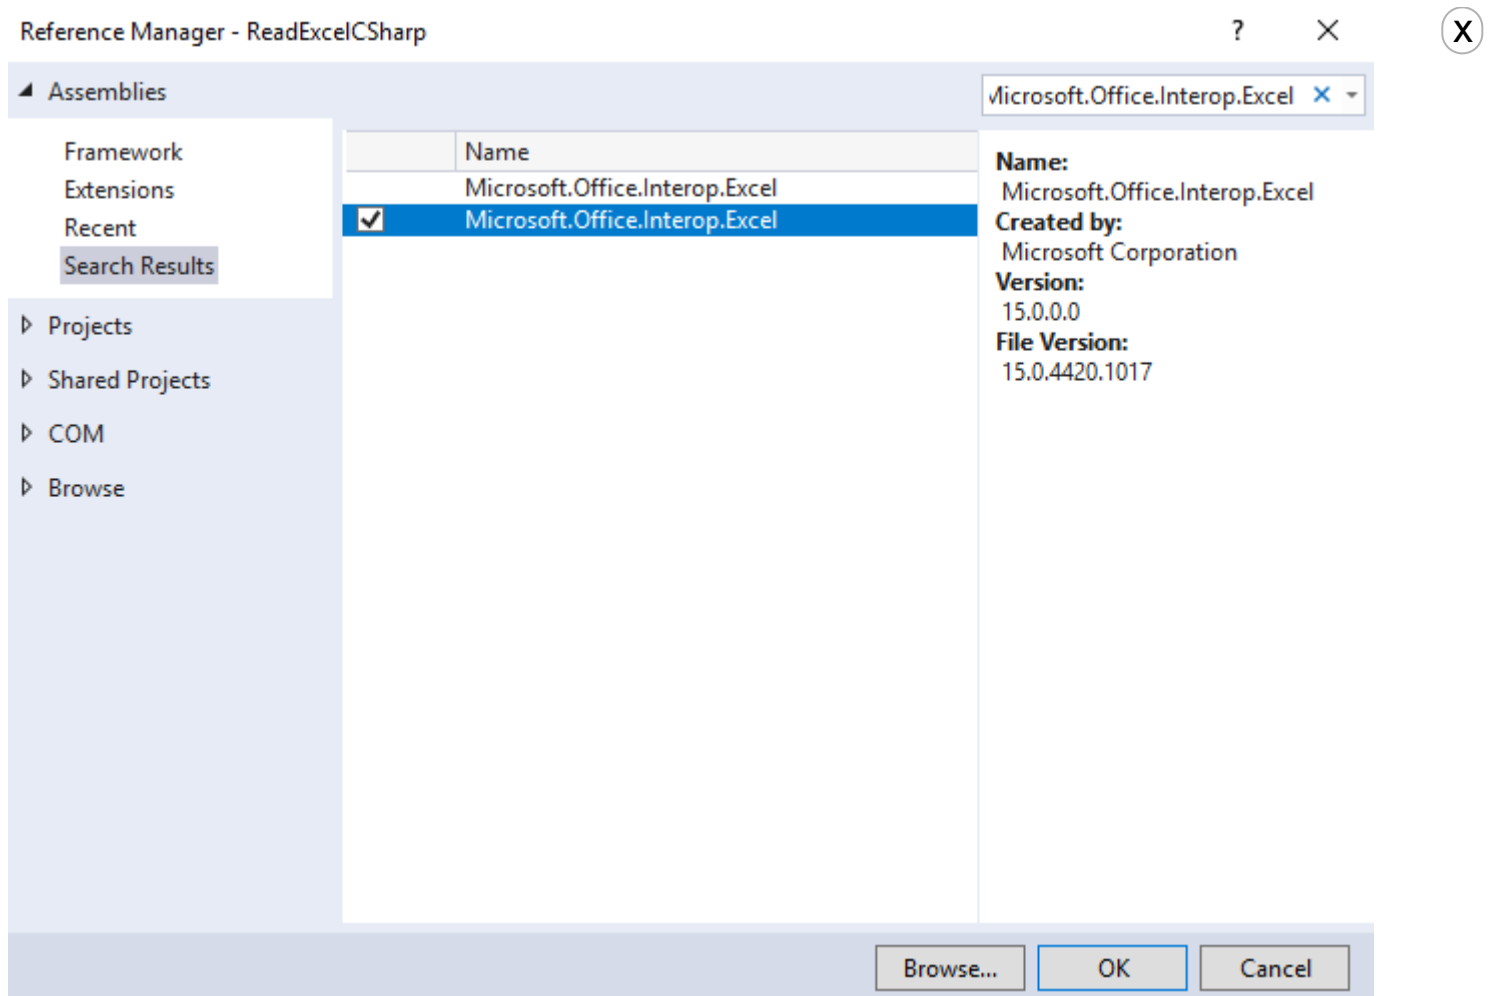 Reference Manager - ReadExcelCSharp
?
X
Assemblies
Microsoft.Office.Interop.Excel
Framework
Extensions
Recent
Search Results
Projects
Shared Projects
COM
Browse
Name
Microsoft.Office.Interop.Excel
Microsoft.Office.Interop.Excel
Name:
Microsoft.Office.Interop.Excel
Created by:
Microsoft Corporation
Version:
15.0.0.0
File Version:
15.0.4420.1017
Browse...
OK
Cancel